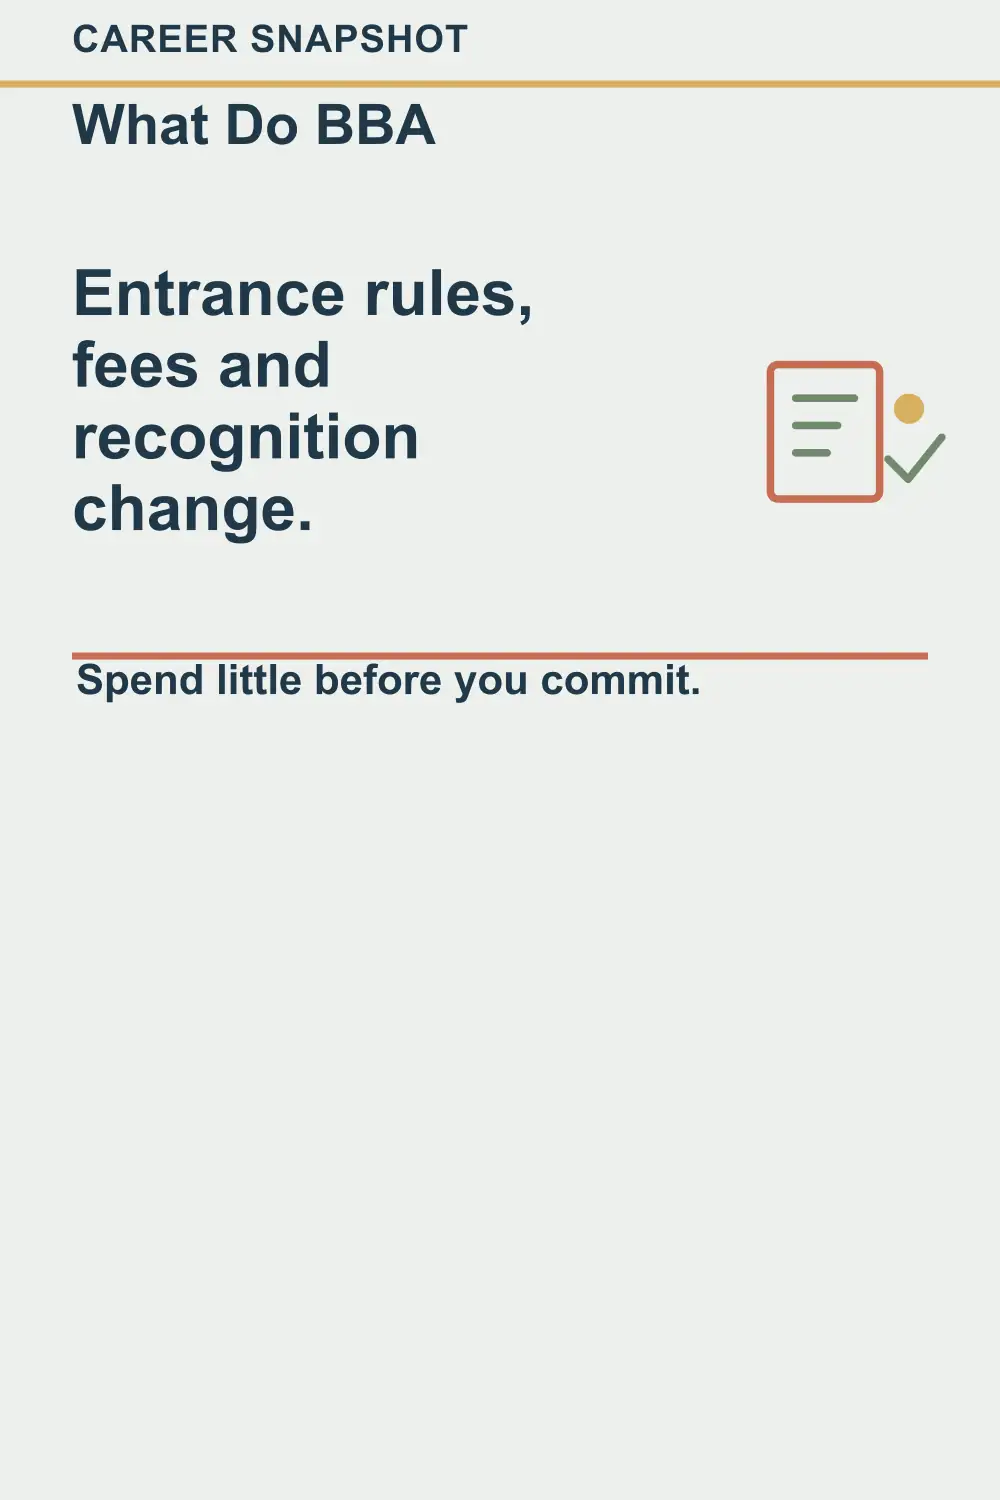 CAREER SNAPSHOT
What Do BBA
Entrance rules,
fees and
recognition
change.
Spend little before you commit.